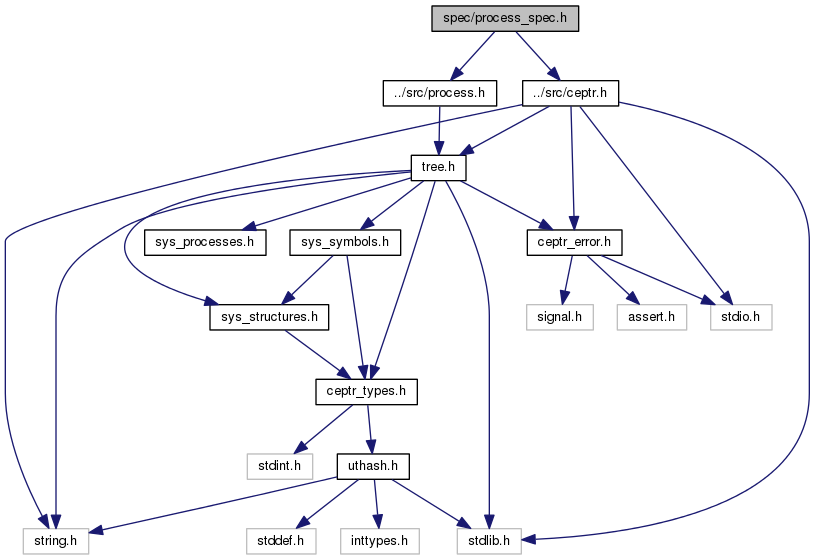 spec/process_spec.h
../src/process.h
../src/ceptr.h
tree.h
sys_processes.h
sys_symbols.h
ceptr_error.h
sys_structures.h
signal.h
assert.h
stdio.h
ceptr_types.h
stdint.h
uthash.h
string.h
stddef.h
inttypes.h
stdlib.h